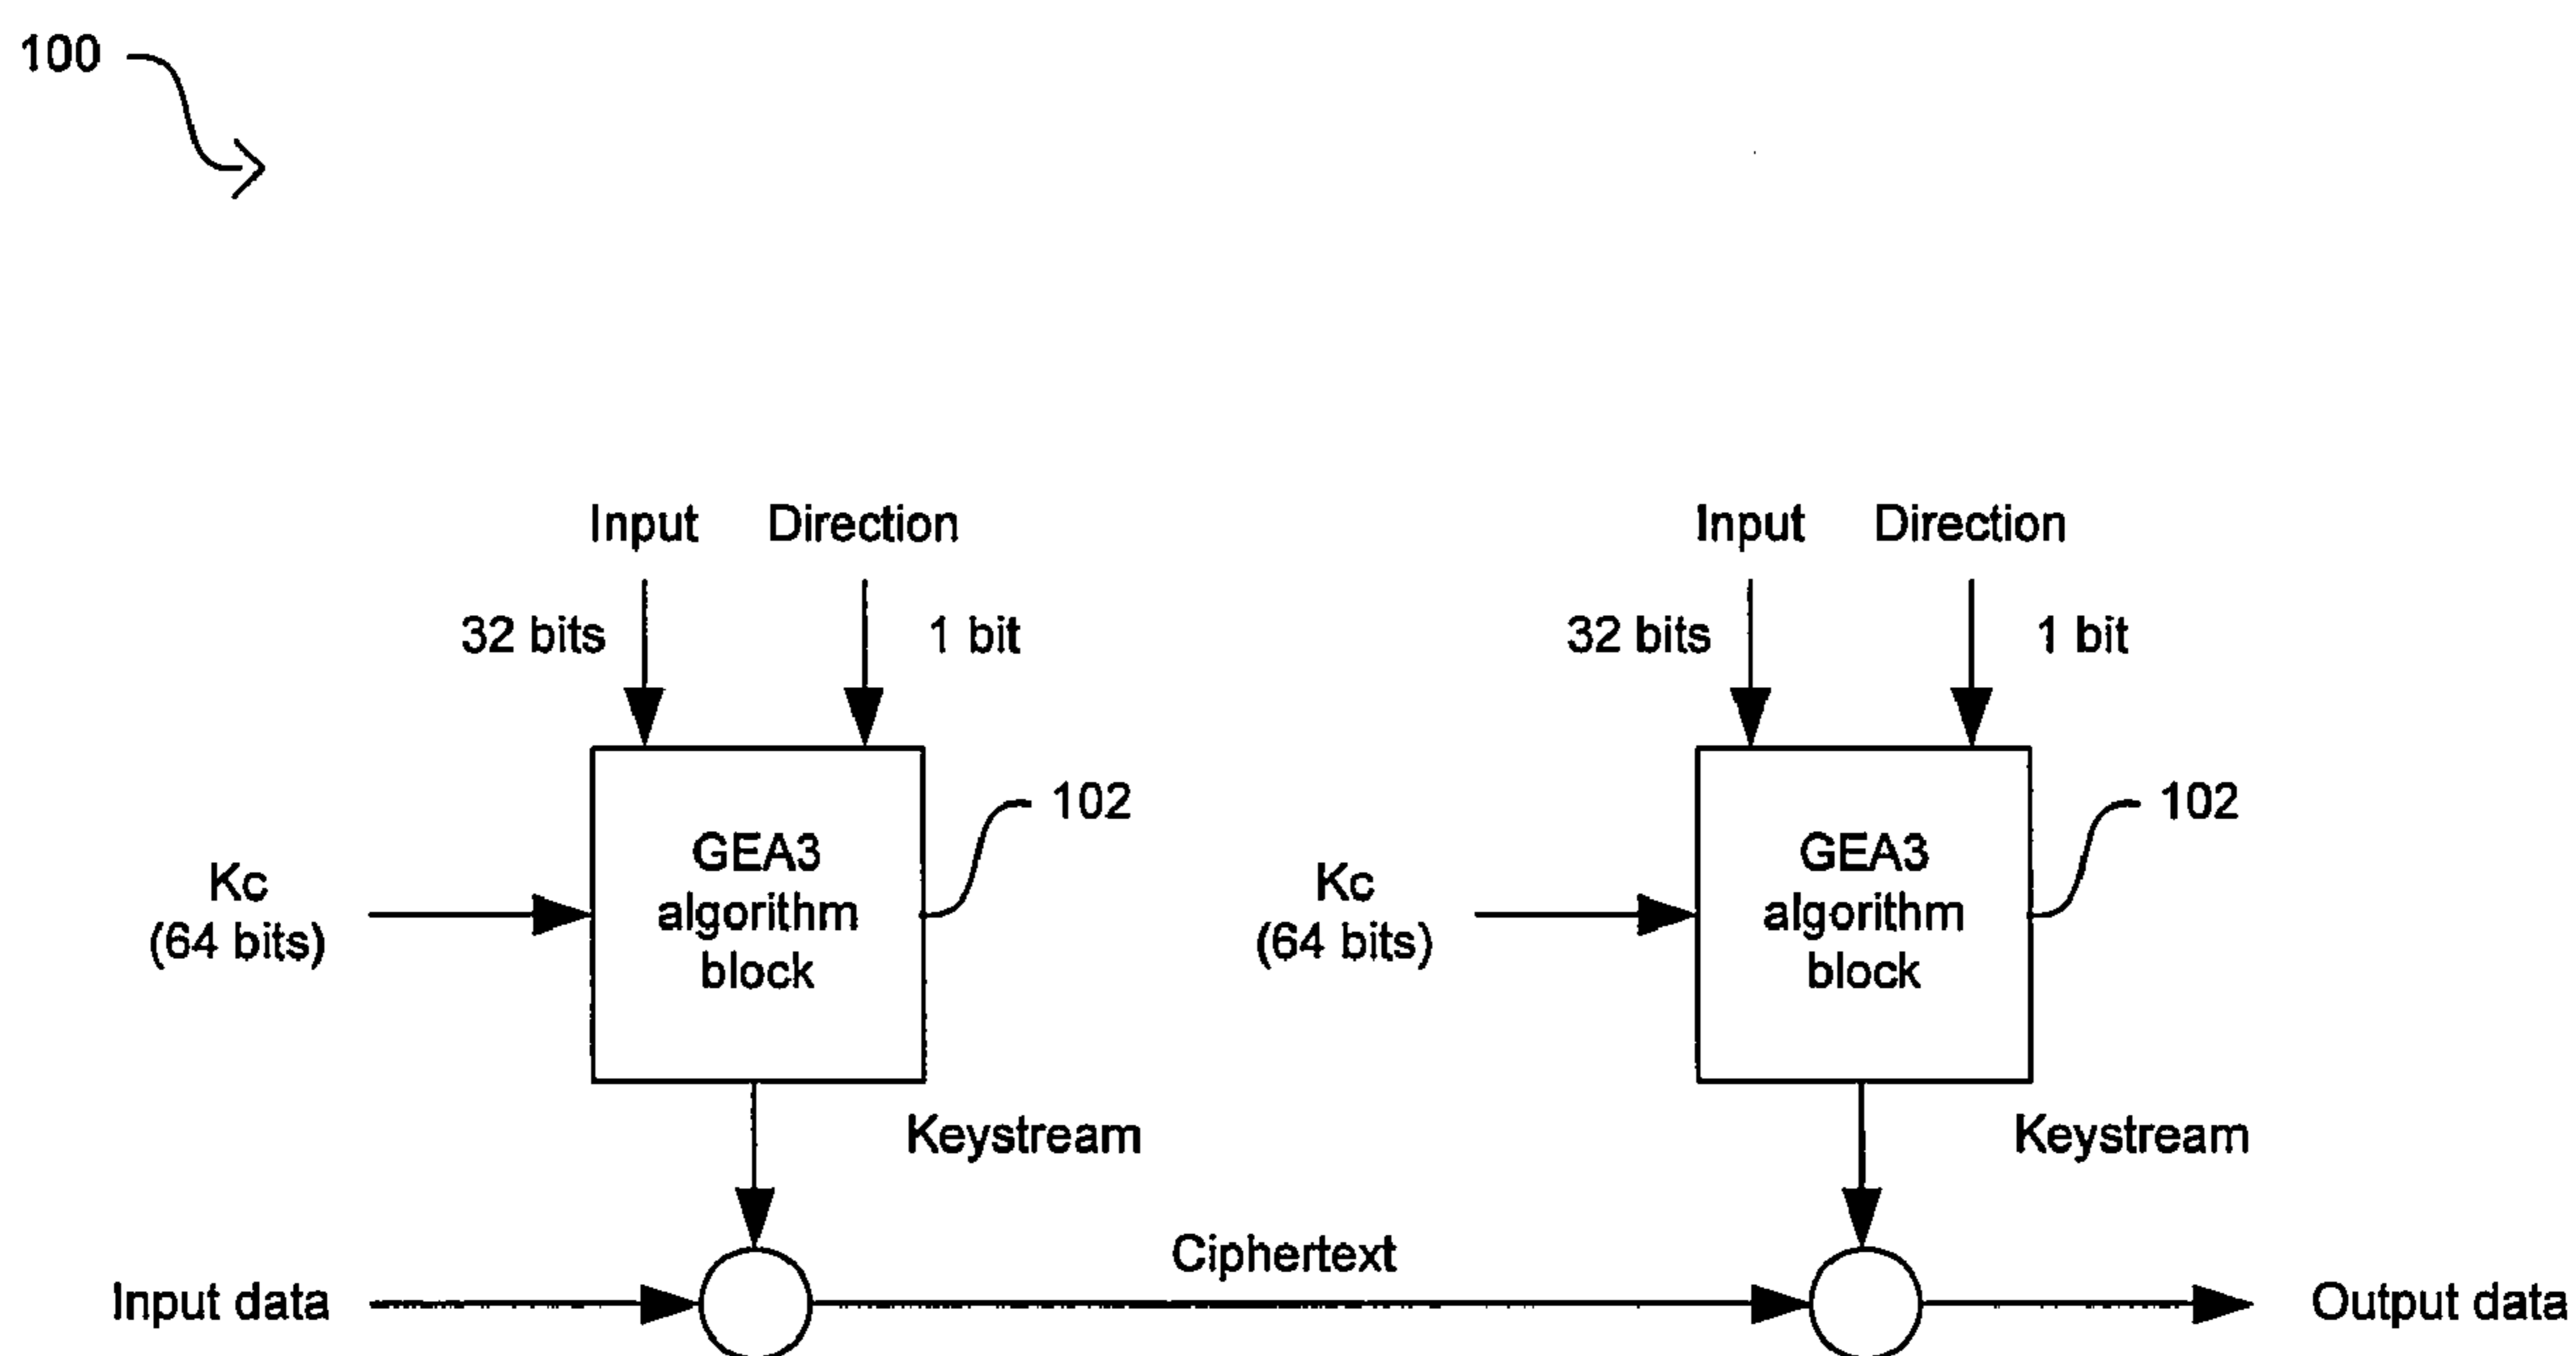 100
Input Direction
32 bits 1 bit
Kc
(64 bits)
GEA3
algorithm
block
102
Keystream
Input Direction
32 bits 1 bit
Kc
(64 bits)
GEA3
algorithm
block
102
Keystream
Input data
Ciphertext
Output data